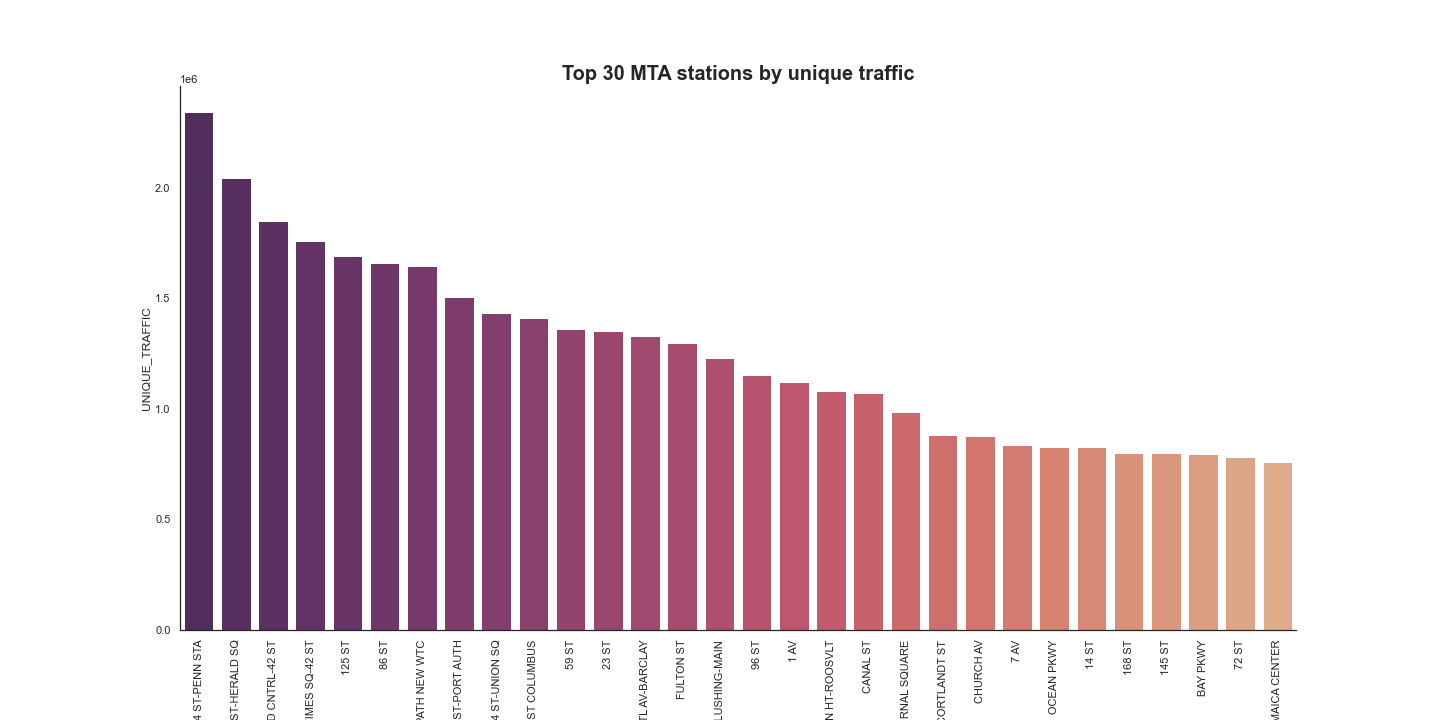 Top 30 MTA stations by unique traffic
1e6
UNIQUE_TRAFFIC
2.0
1.5
1.0
0.5
0.0
4 ST-PENN STA
ST-HERALD SQ
D CNTRL-42 ST
IMES SQ-42 ST
125 ST
86 ST
PATH NEW WTC
ST-PORT AUTH
4 ST-UNION SQ
ST COLUMBUS
59 ST
23 ST
TL AV-BARCLAY
FULTON ST
LUSHING-MAIN
96 ST
1 AV
N HT-ROOSVLT
CANAL ST
RNAL SQUARE
CORTLANDT ST
CHURCH AV
7 AV
OCEAN PKWY
14 ST
168 ST
145 ST
BAY PKWY
72 ST
MAICA CENTER